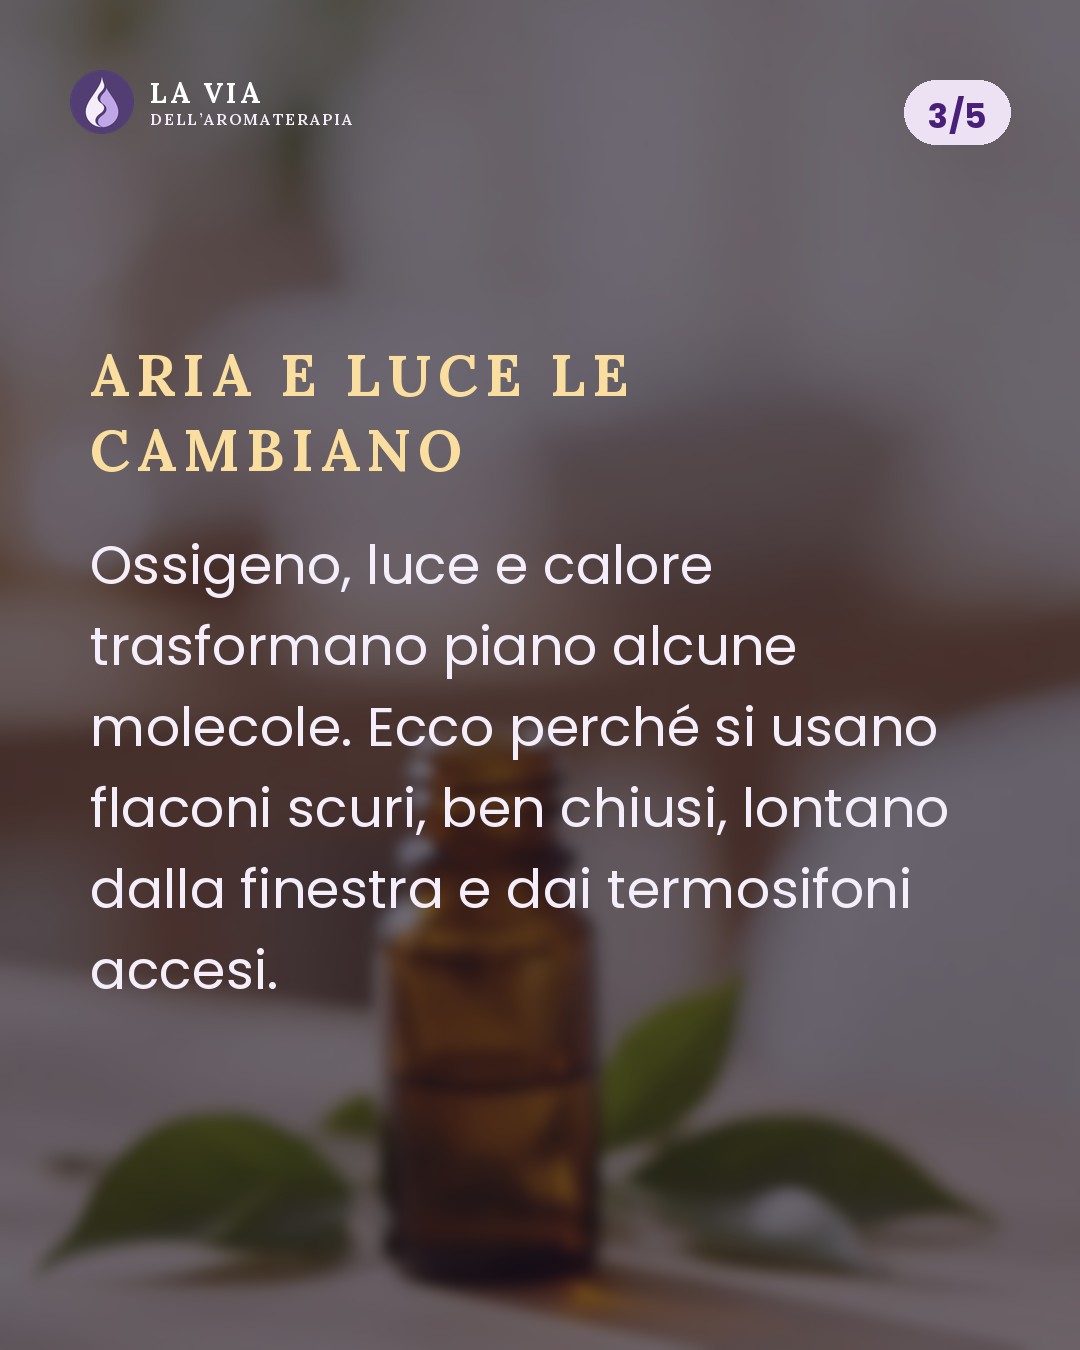 LA VIA
DELL'AROMATERAPIA
3/5
ARIA E LUCE LE
CAMBIANO
Ossigeno, luce e calore
trasformano piano alcune
molecole. Ecco perché si usano
flaconi scuri, ben chiusi, lontano
dalla finestra e dai termosifoni
accesi.